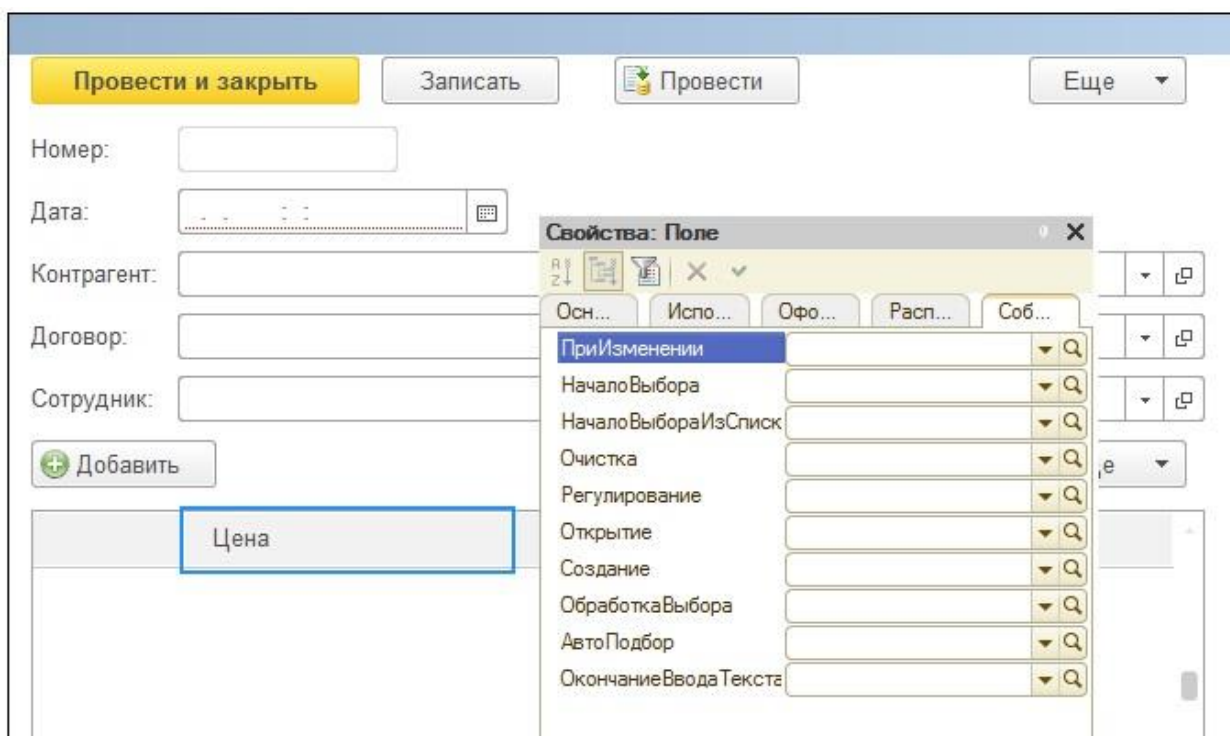 Провести и закрыть Записать Провести Еще
Номер:
Дата: . . : :
Свойства: Поле
Контрагент:
Осн... Испо... Офо... Расп... Соб...
Договор:
ПриИзменении
НачалоВыбора
Сотрудник:
НачалоВыбораИзСписк
Добавить
Очистка
е
Регулирование
Цена
Открытие
Создание
ОбработкаВыбора
АвтоПодбор
ОкончаниеВводаТекста